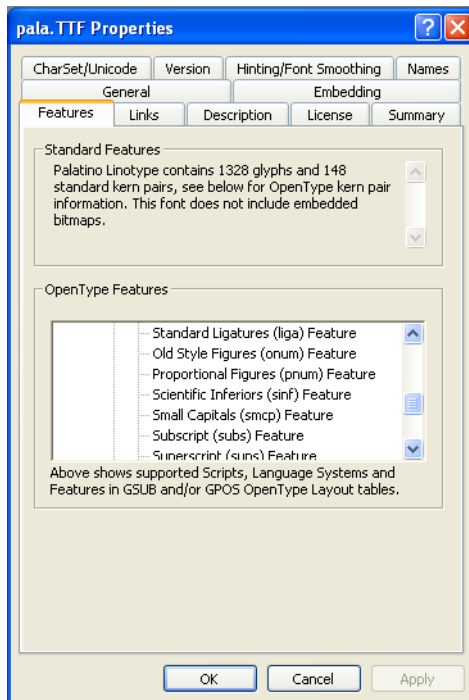 pala.TTF Properties
CharSet/Unicode Version Hinting/Font Smoothing Names
General Embedding
Features Links Description License Summary
Standard Features
Palatino Linotype contains 1328 glyphs and 148
standard kern pairs, see below for OpenType kern pair
information. This font does not include embedded
bitmaps.
OpenType Features
Standard Ligatures (liga) Feature
Old Style Figures (onum) Feature
Proportional Figures (pnum) Feature
Scientific Inferiors (sinf) Feature
Small Capitals (smcp) Feature
Subscript (subs) Feature
Superscript (sups) Feature
Above shows supported Scripts, Language Systems and
Features in GSUB and/or GPOS OpenType Layout tables.
OK Cancel Apply